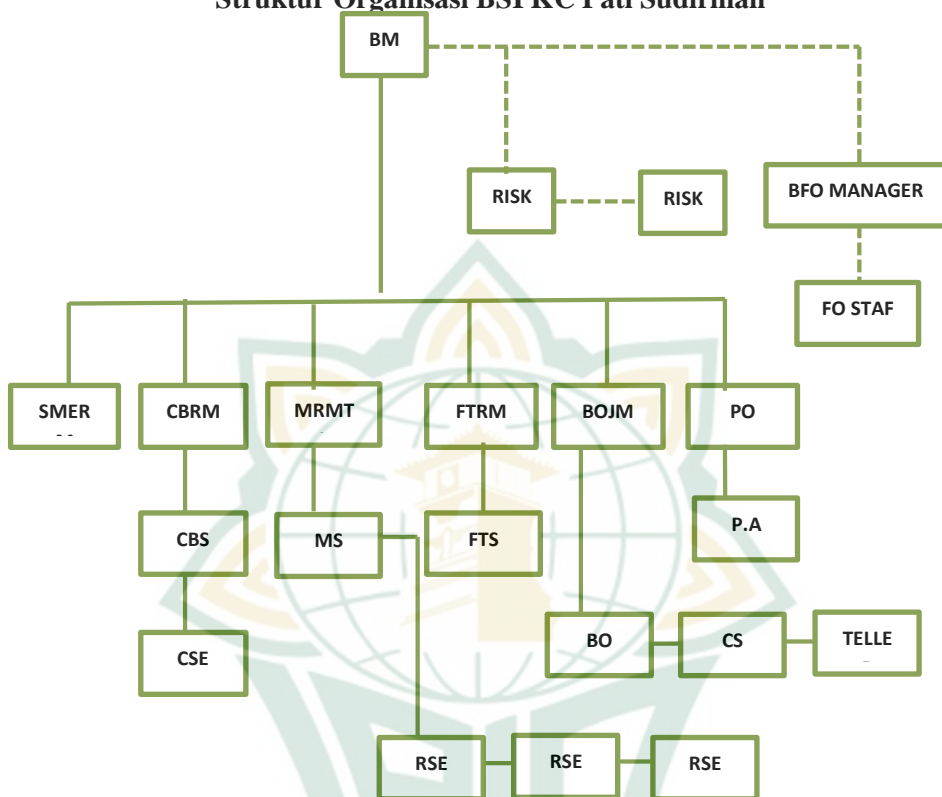 Struktur Organisasi BSI KC Pati Sudirman
BM
RISK
RISK
BFO MANAGER
FO STAF
SMER
CBRM
MRMT
FTRM
BOJM
PO
CBS
MS
FTS
P.A
CSE
BO
CS
TELLE
RSE
RSE
RSE